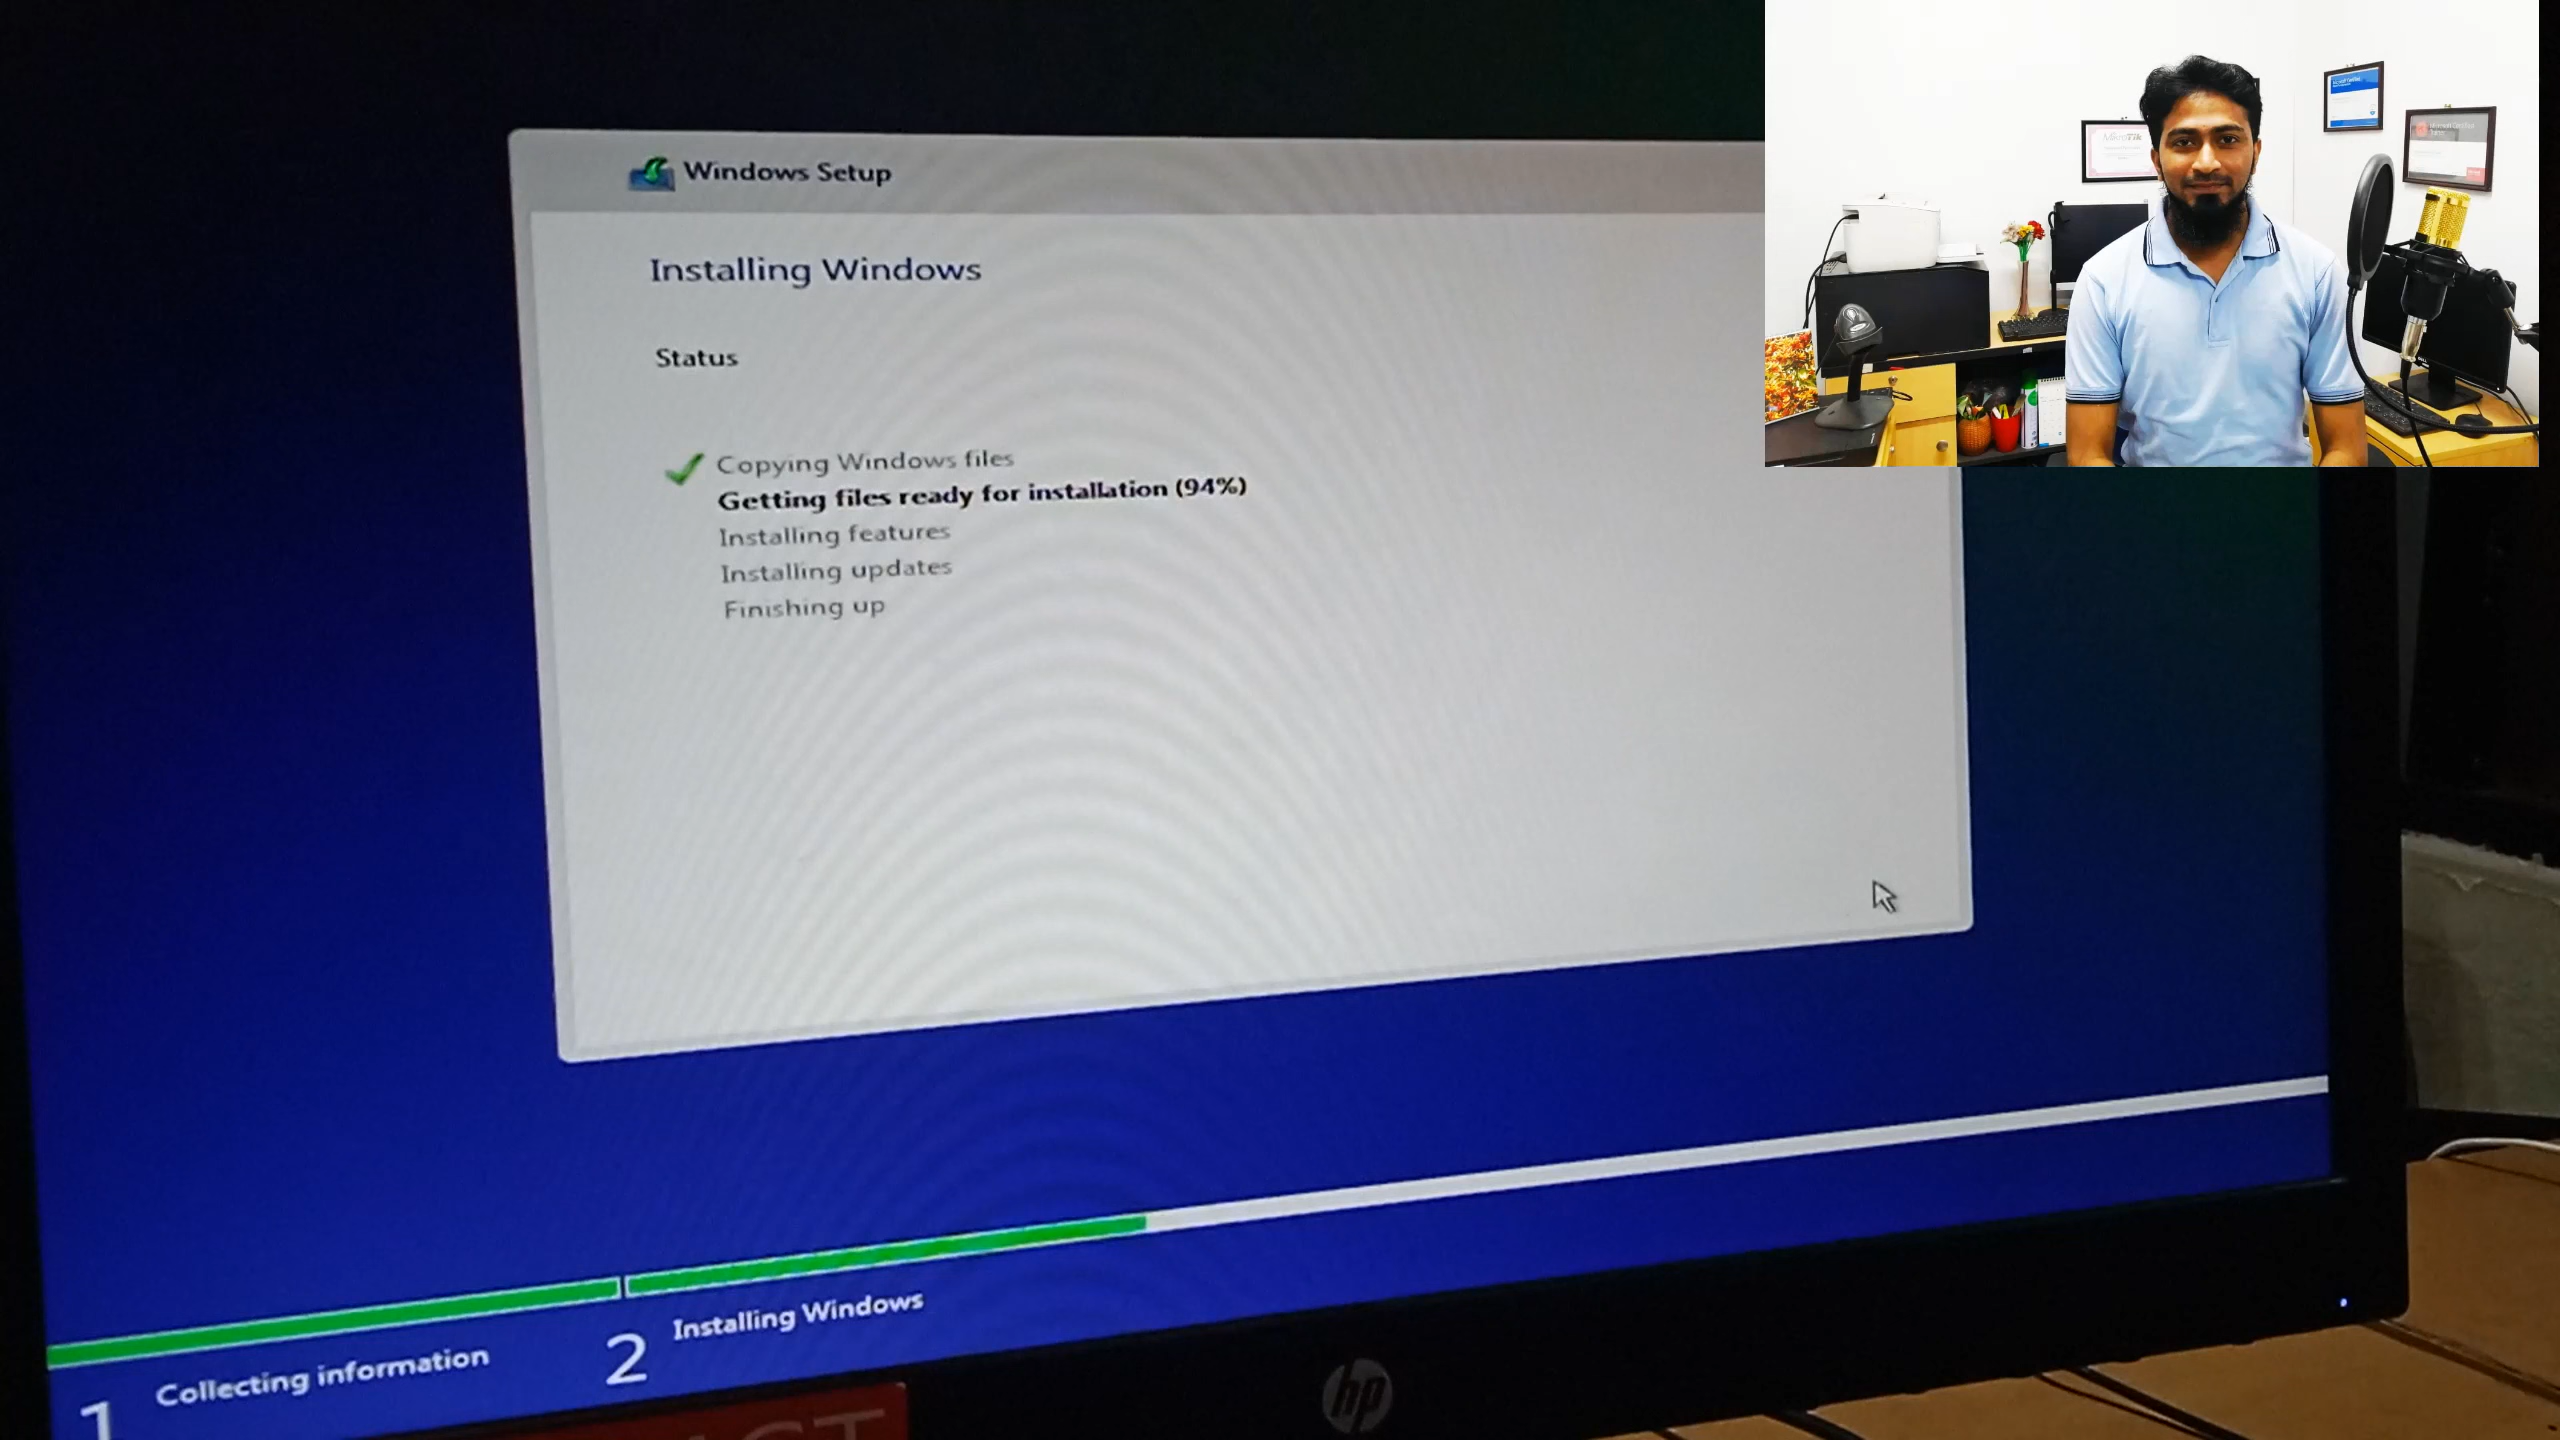 Windows Setup
Installing Windows
Status
Copying Windows files
Getting files ready for installation (94%)
Installing features
Installing updates
Finishing up
1 Collecting information
2 Installing Windows
hp
MikroTik